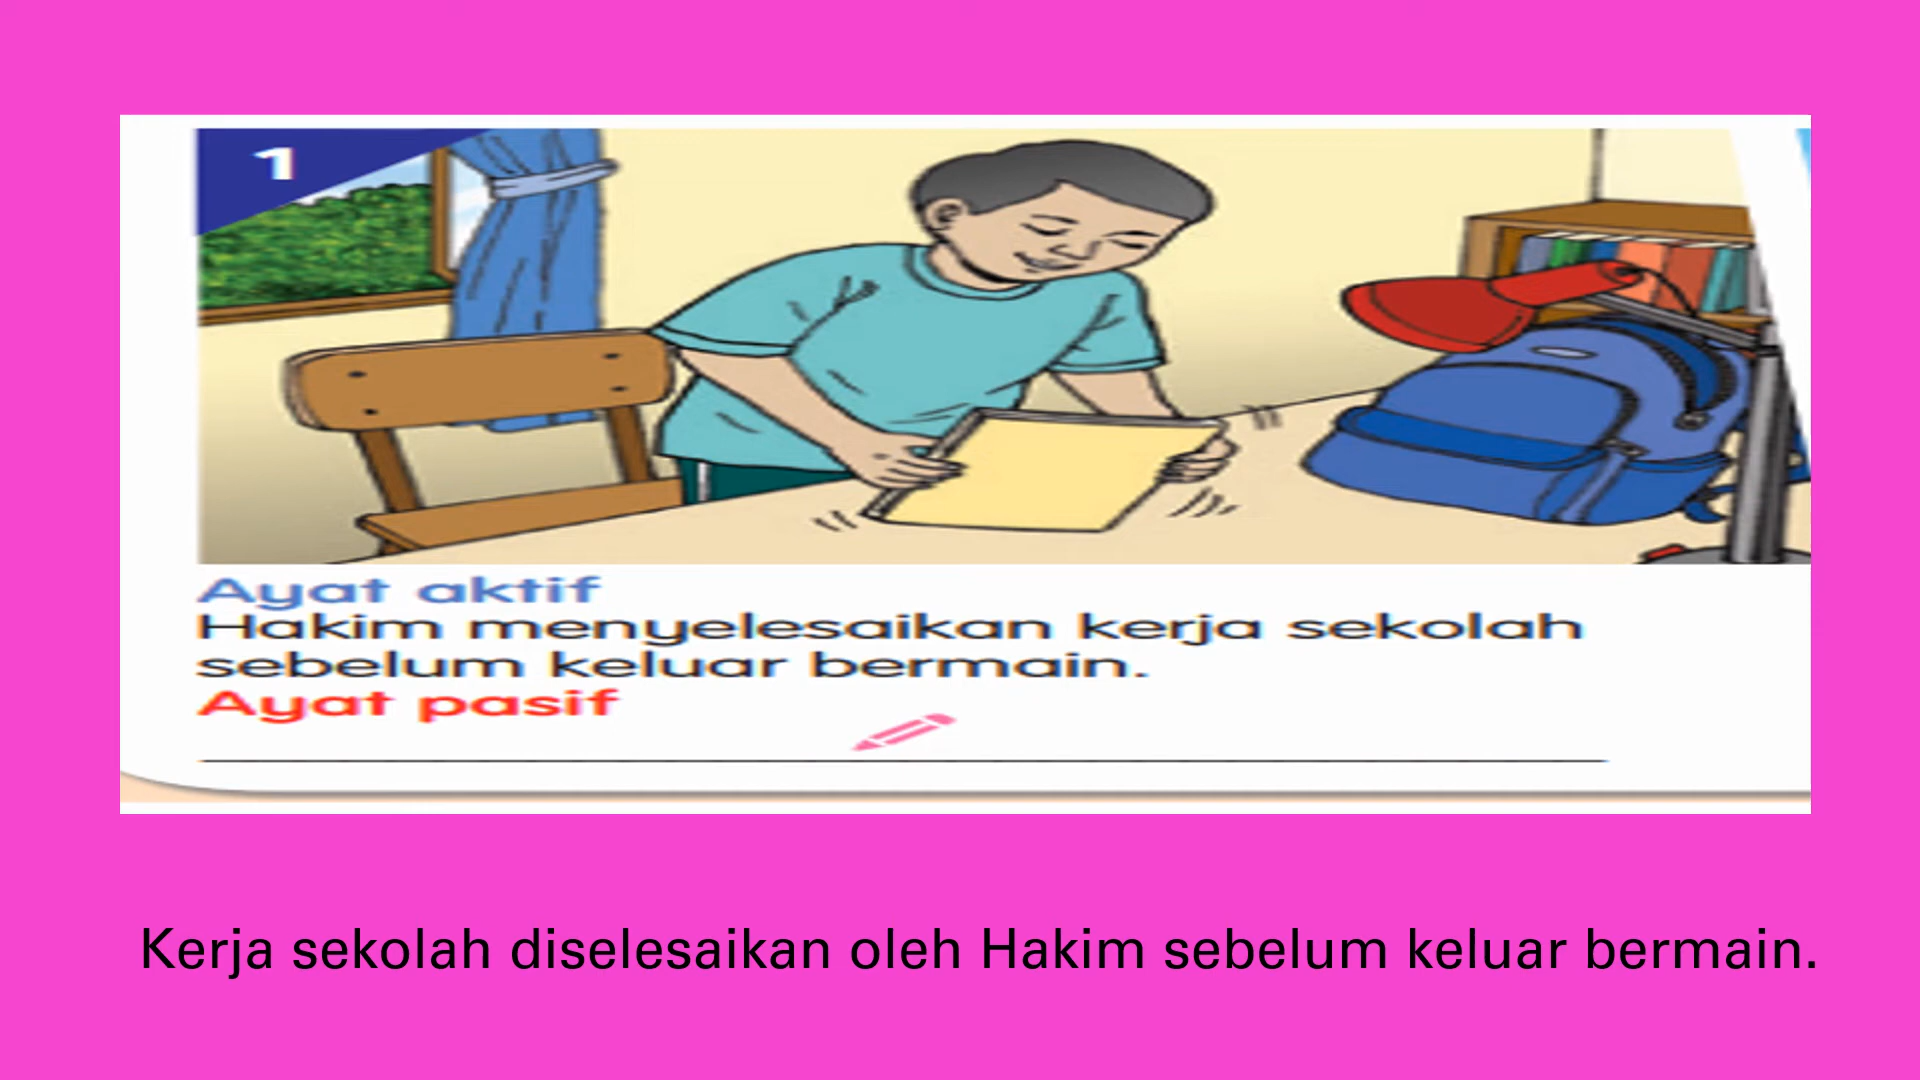 1
Ayat aktif
Hakim menyelesaikan kerja sekolah
sebelum keluar bermain.
Ayat pasif
Kerja sekolah diselesaikan oleh Hakim sebelum keluar bermain.